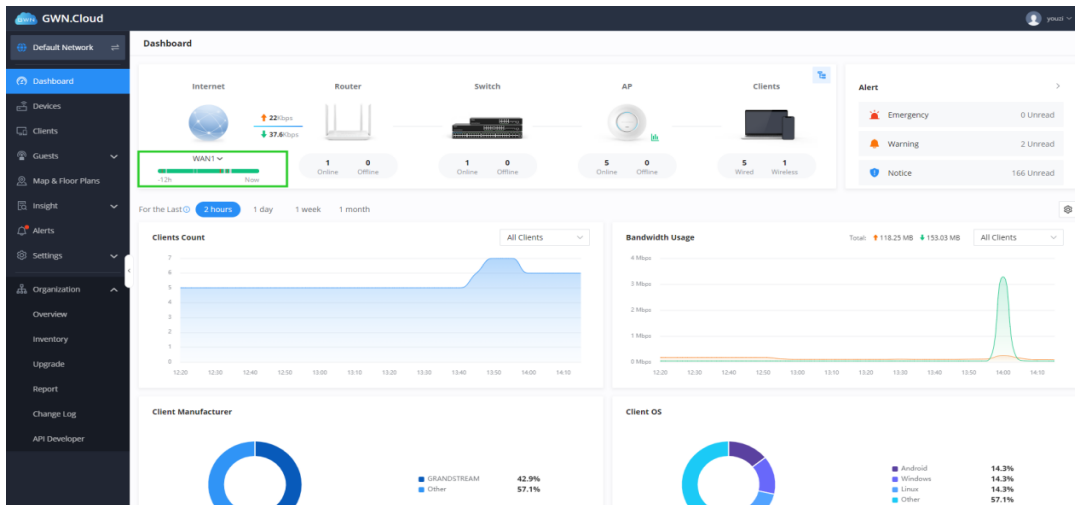 GWN GWN.Cloud
youzi
Default Network
Dashboard
Devices
Clients
Guests
Map & Floor Plans
Insight
Alerts
Settings
Organization
Overview
Inventory
Upgrade
Report
Change Log
API Developer
Dashboard
Internet Router Switch AP Clients
22Kbps
37.6Kbps
WAN1
-12h Now
1 0 1 0 5 0 5 1
Online Offline Online Offline Online Offline Wired Wireless
Alert
Emergency 0 Unread
Warning 2 Unread
Notice 166 Unread
For the Last 2 hours 1 day 1 week 1 month
Clients Count All Clients
7
6
5
4
3
2
1
0
12:20 12:30 12:40 12:50 13:00 13:10 13:20 13:30 13:40 13:50 14:00 14:10
Bandwidth Usage Total: 118.25 MB 153.03 MB All Clients
4 Mbps
3 Mbps
2 Mbps
1 Mbps
0 Mbps
12:20 12:30 12:40 12:50 13:00 13:10 13:20 13:30 13:40 13:50 14:00 14:10
Client Manufacturer
GRANDSTREAM 42.9%
Other 57.1%
Client OS
Android 14.3%
Windows 14.3%
Linux 14.3%
Other 57.1%